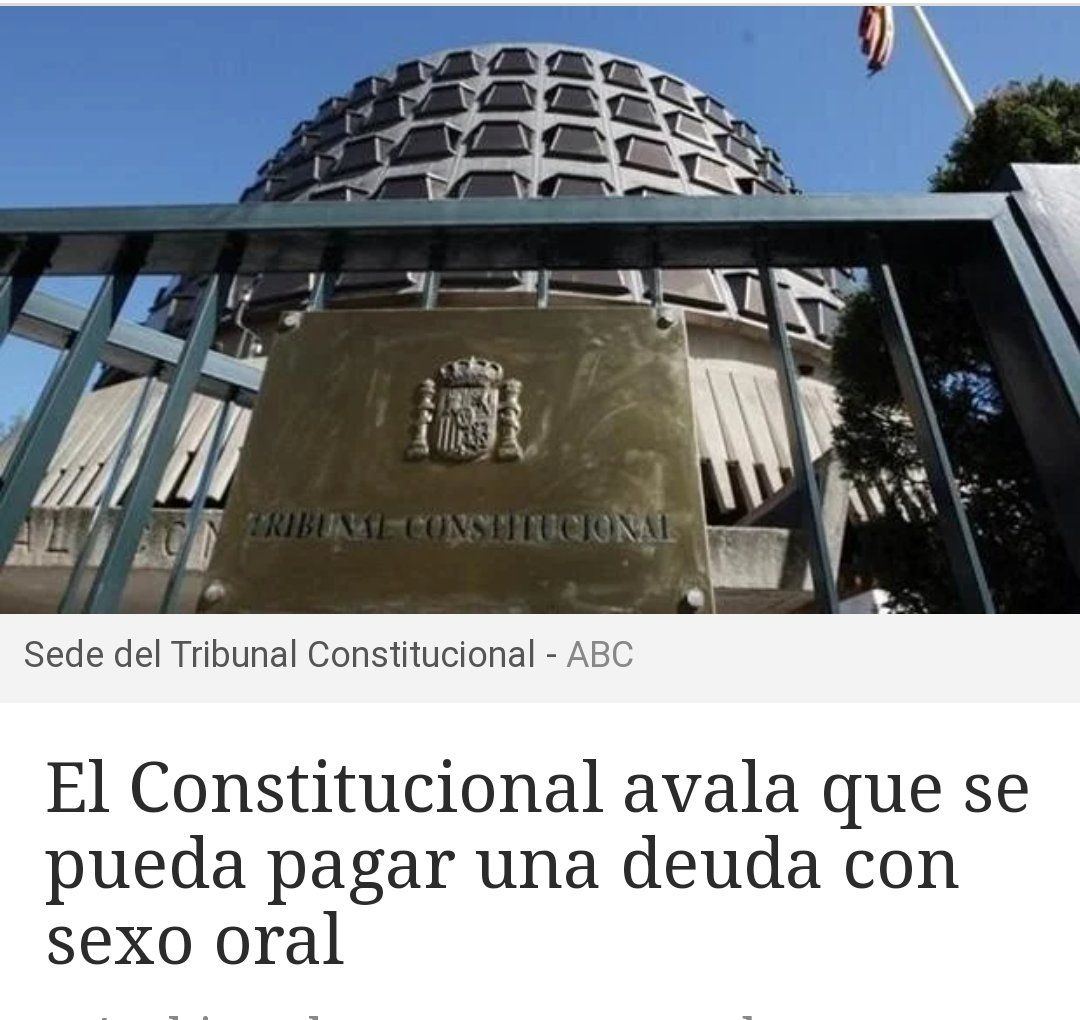 TRIBUNAL CONSTITUCIONAL
Sede del Tribunal Constitucional - ABC
El Constitucional avala que se
pueda pagar una deuda con
sexo oral